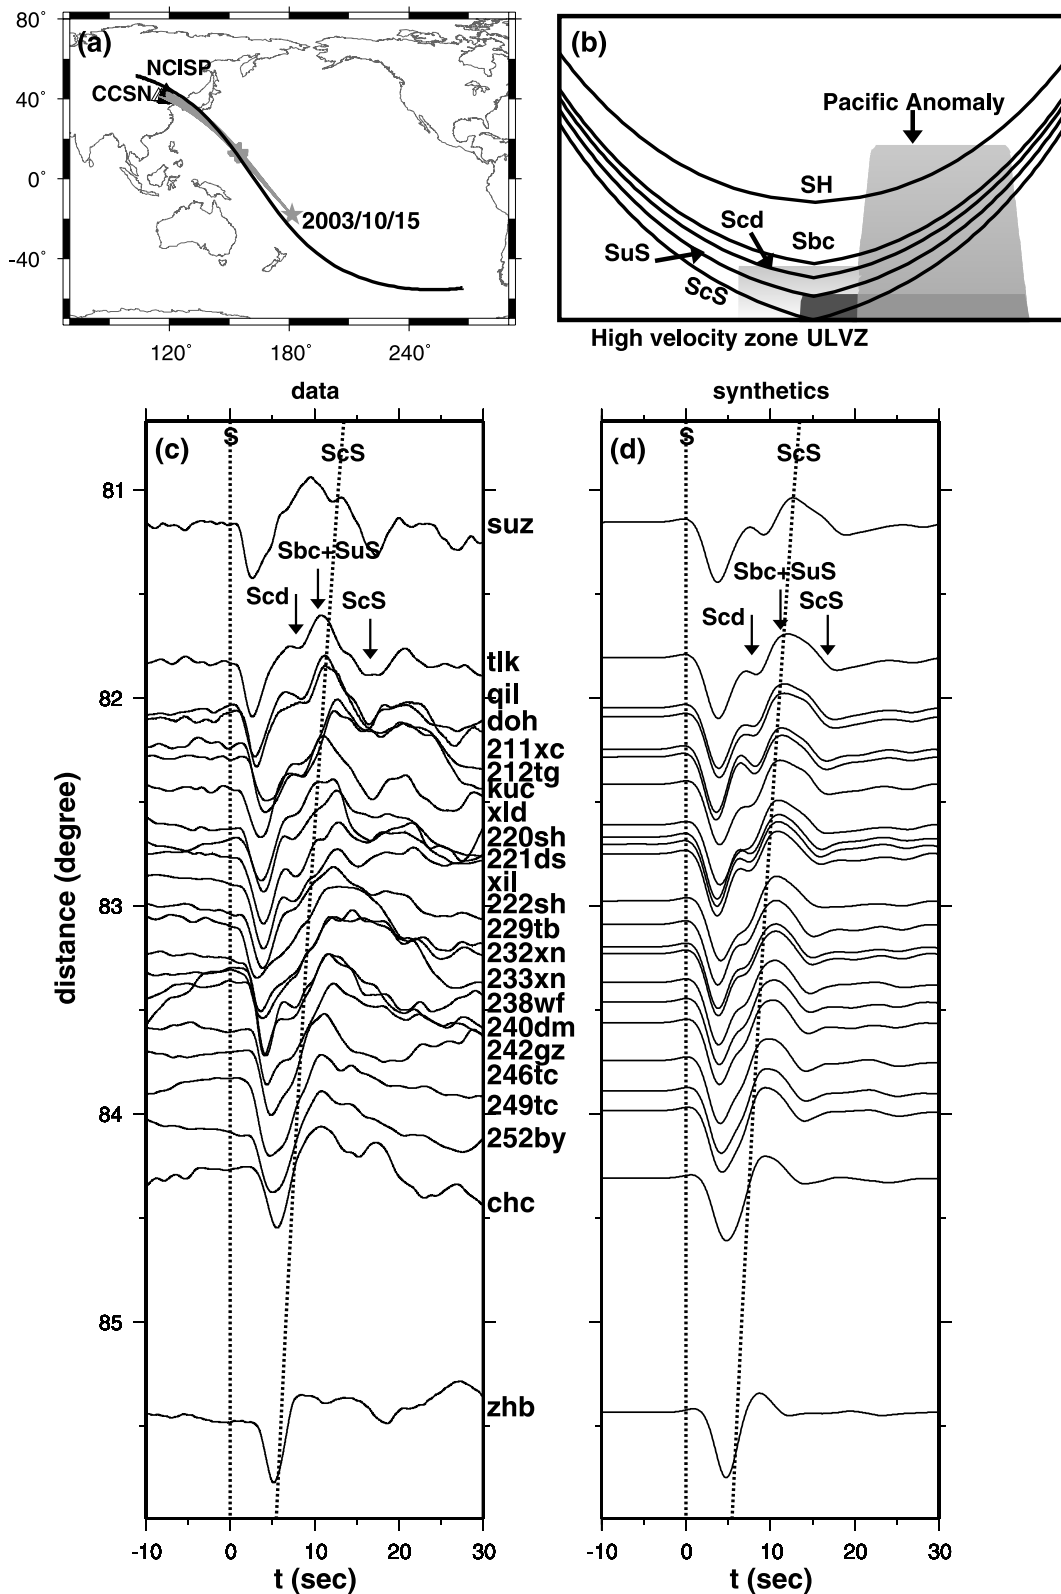 (a)
80°
40°
0°
-40°
120°
180°
240°
NCISP
CCSN
2003/10/15
(b)
Pacific Anomaly
SH
Scd
Sbc
SuS
ScS
High velocity zone ULVZ
data
(c)
S
ScS
Sbc+SuS
Scd
ScS
suz
tlk
qil
doh
211xc
212tg
kuc
xld
220sh
221ds
xil
222sh
229tb
232xn
233xn
238wf
240dm
242gz
246tc
249tc
252by
chc
zhb
distance (degree)
81
82
83
84
85
-10 0 10 20 30
t (sec)
synthetics
(d)
S
ScS
Sbc+SuS
Scd
ScS
-10 0 10 20 30
t (sec)